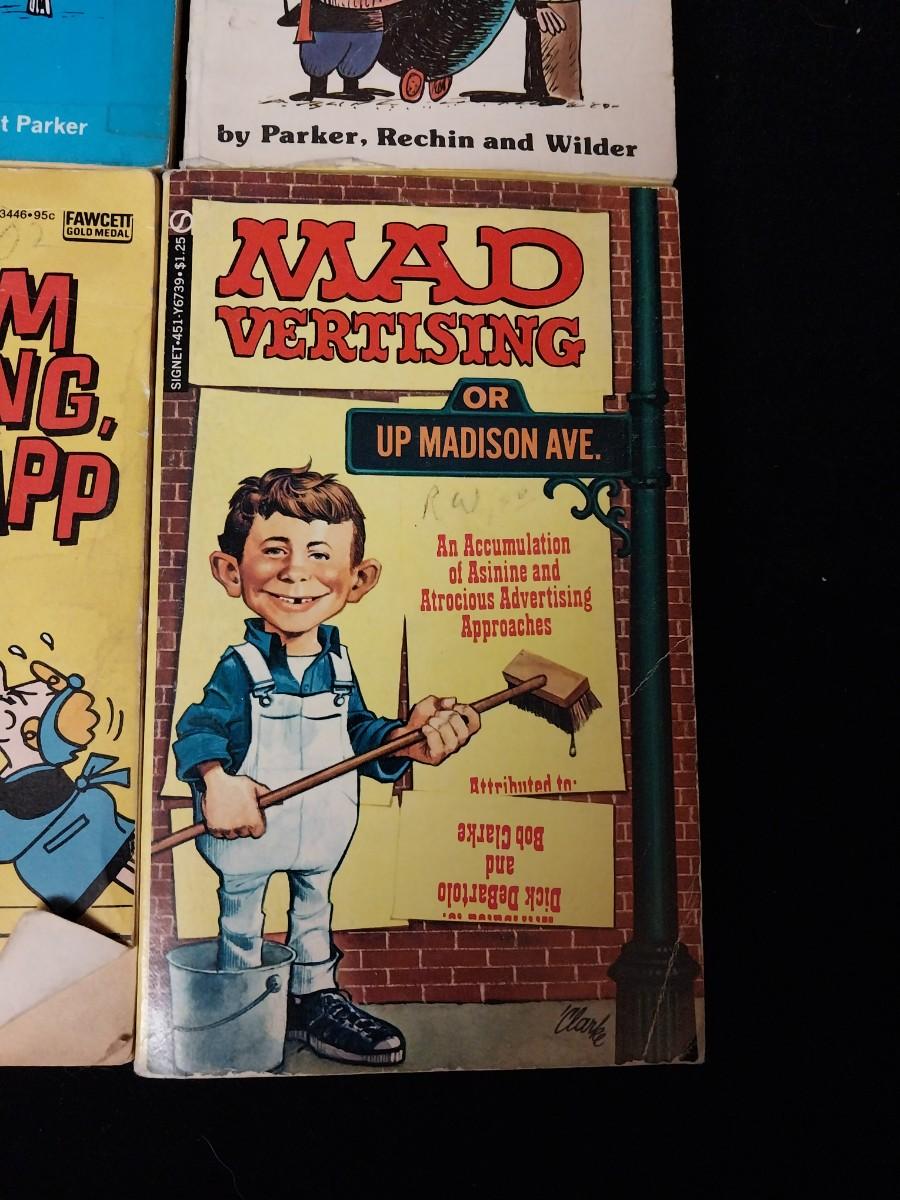 t Parker
by Parker, Rechin and Wilder
3446•95c
FAWCETT
GOLD MEDAL
M
NG,
APP
SIGNET•451-Y6739•$1.25
MAD
VERTISING
OR
UP MADISON AVE.
An Accumulation
of Asinine and
Atrocious Advertising
Approaches
Attributed to:
Bob Clarke
and
Dick DeBartolo
Clarke